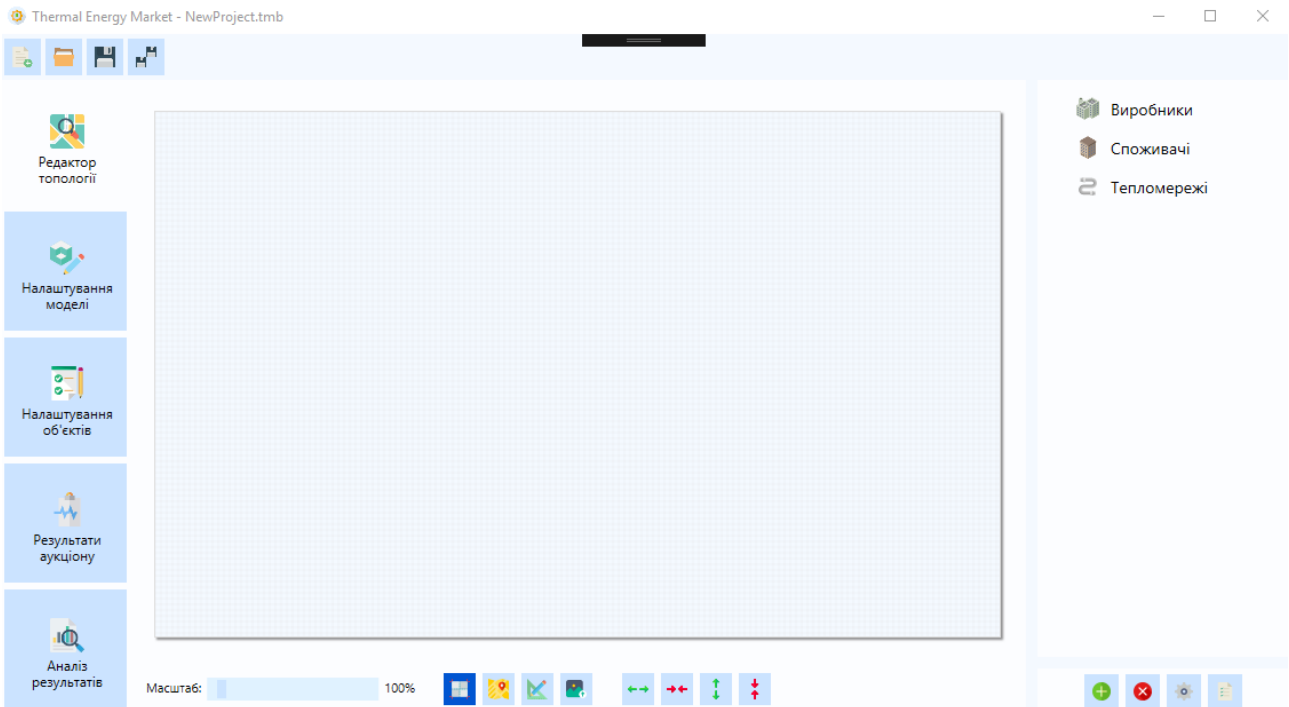 Thermal Energy Market - NewProject.tmb
Редактор
топології
Налаштування
моделі
Налаштування
об'єктів
Результати
аукціону
Аналіз
результатів
Масштаб:
100%
Виробники
Споживачі
Тепломережі